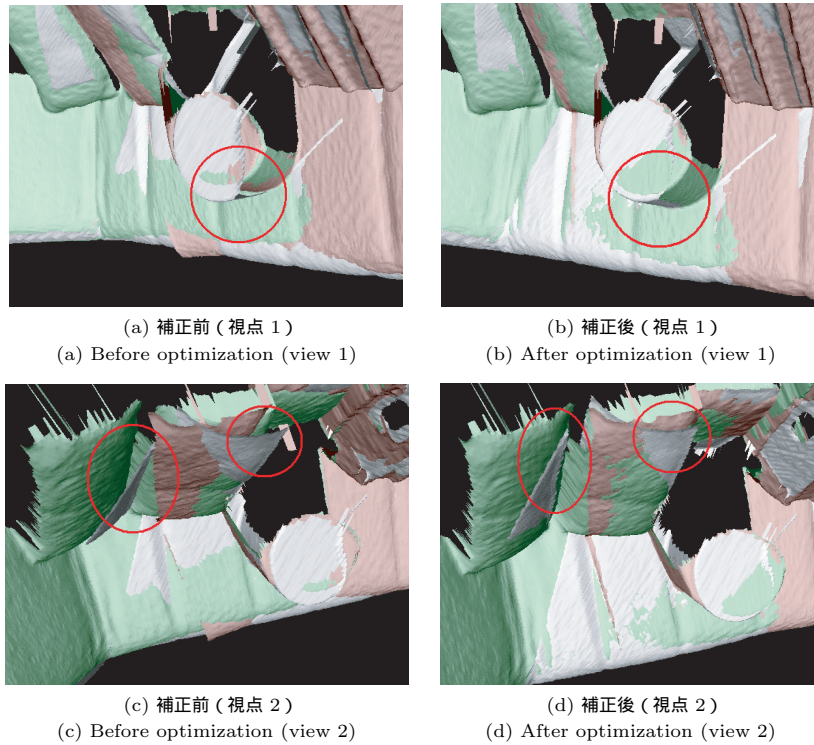 (a) 補正前 ( 視点 1 )
(a) Before optimization (view 1)
(b) 補正後 ( 視点 1 )
(b) After optimization (view 1)
(c) 補正前 ( 視点 2 )
(c) Before optimization (view 2)
(d) 補正後 ( 視点 2 )
(d) After optimization (view 2)